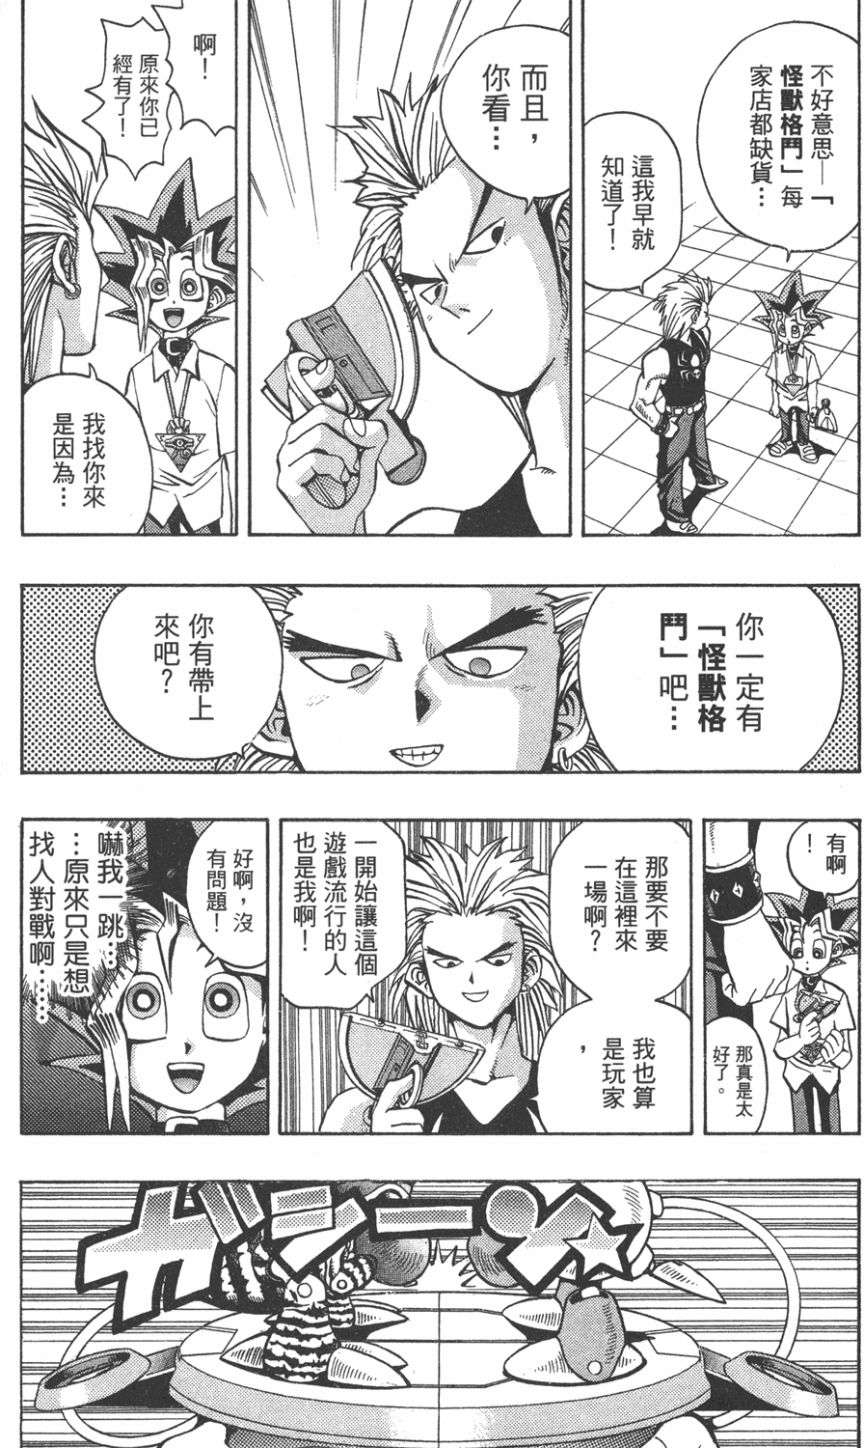 不好意思—「
怪獸格鬥」每
家店都缺貨…
這我早就
知道了！
而且，
你看…
啊！
原來你已
經有了！
我找你來
是因為…
你一定有
「怪獸格
鬥」吧…
你有帶上
來吧？
有啊
！
那真是太
好了。
那要不要
在這裡來
一場啊？
我也算
是玩家
，
一開始讓這個
遊戲流行的人
也是我啊！
好啊，沒
有問題！
嚇我一跳…
…原來只是想
找人對戰啊……
ガシーン☆